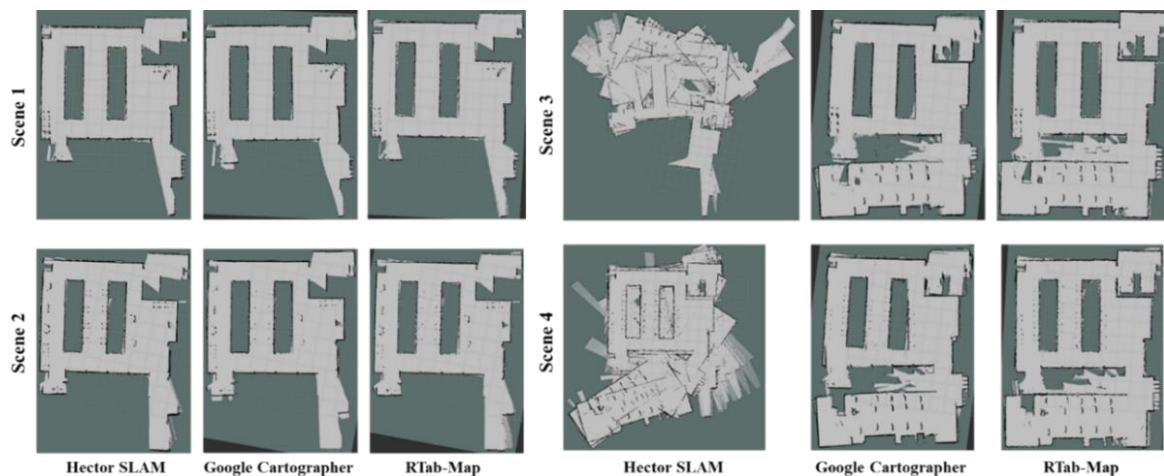 Scene 1
Scene 3
Scene 2
Scene 4
Hector SLAM
Google Cartographer
RTab-Map
Hector SLAM
Google Cartographer
RTab-Map